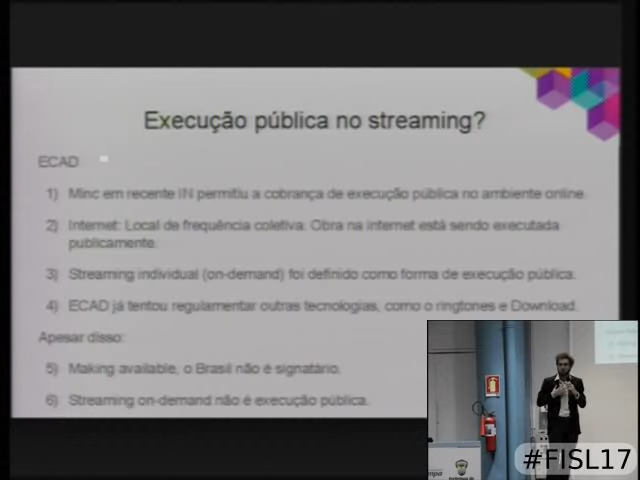 Execução pública no streaming?
ECAD
1) Minc em recente IN permitiu a cobrança de execução pública no ambiente online.
2) Internet: Local de frequência coletiva: Obra na internet está sendo executada
publicamente.
3) Streaming individual (on-demand) foi definido como forma de execução pública.
4) ECAD já tentou regulamentar outras tecnologias, como o ringtones e Download.
Apesar disso:
5) Making available, o Brasil não é signatário.
6) Streaming on-demand não é execução pública.
#FISL17